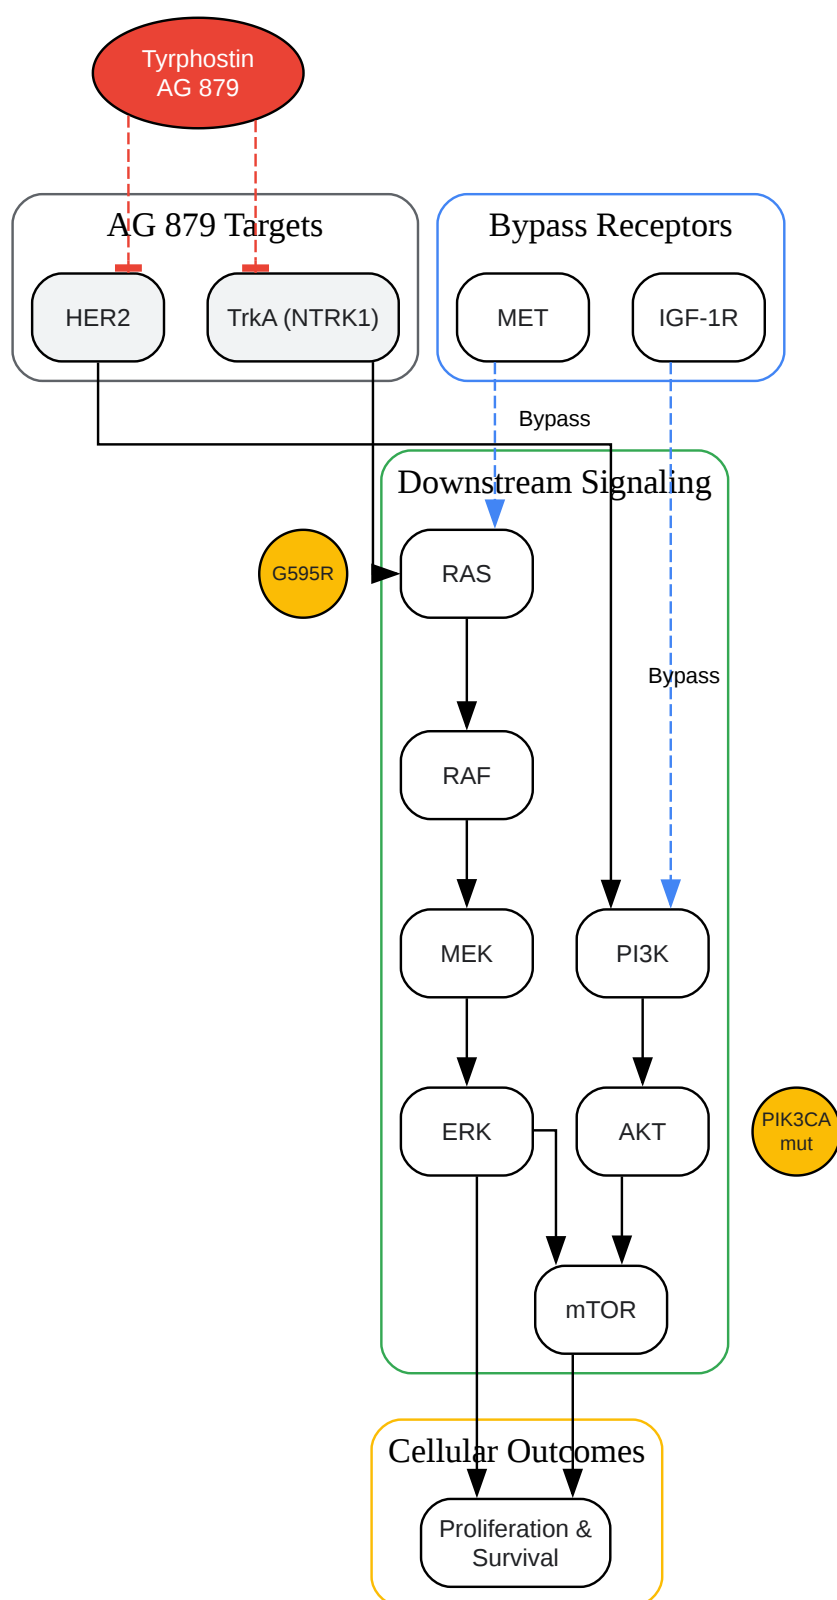 Tyrphostin
AG 879
AG 879 Targets
Bypass Receptors
HER2
TrkA (NTRK1)
MET
IGF-1R
Bypass
Downstream Signaling
G595R
RAS
Bypass
RAF
MEK
PI3K
ERK
AKT
PIK3CA
mut
mTOR
Cellular Outcomes
Proliferation &
Survival